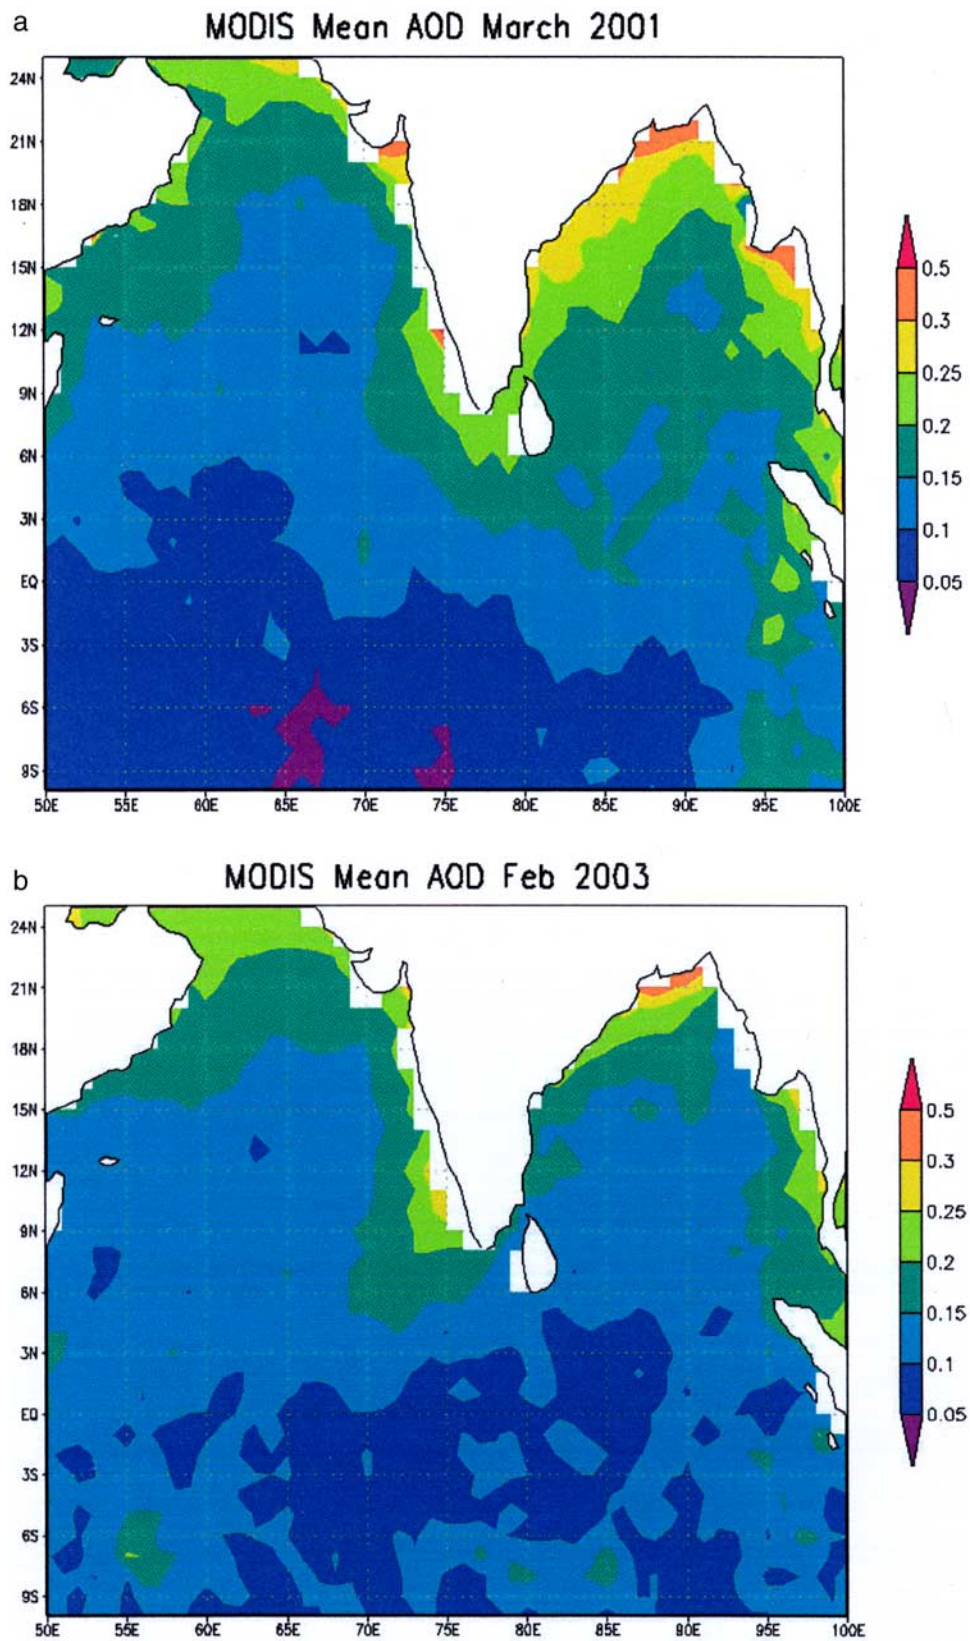 a
MODIS Mean AOD March 2001
24N
21N
18N
15N
12N
9N
6N
3N
EQ
3S
6S
9S
50E 55E 60E 65E 70E 75E 80E 85E 90E 95E 100E
0.5
0.3
0.25
0.2
0.15
0.1
0.05
b
MODIS Mean AOD Feb 2003
24N
21N
18N
15N
12N
9N
6N
3N
EQ
3S
6S
9S
50E 55E 60E 65E 70E 75E 80E 85E 90E 95E 100E
0.5
0.3
0.25
0.2
0.15
0.1
0.05